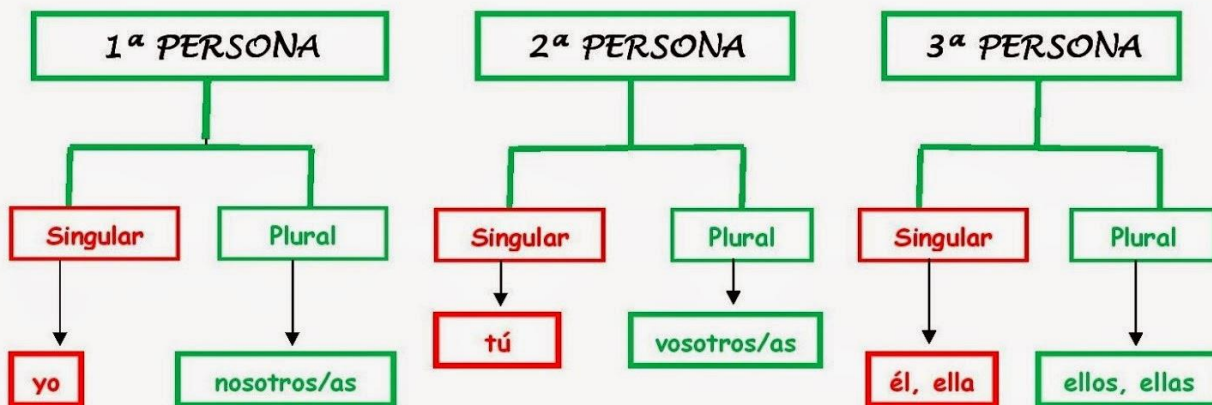 1ª PERSONA
2ª PERSONA
3ª PERSONA
Singular
Plural
Singular
Plural
Singular
Plural
yo
nosotros/as
tú
vosotros/as
él, ella
ellos, ellas